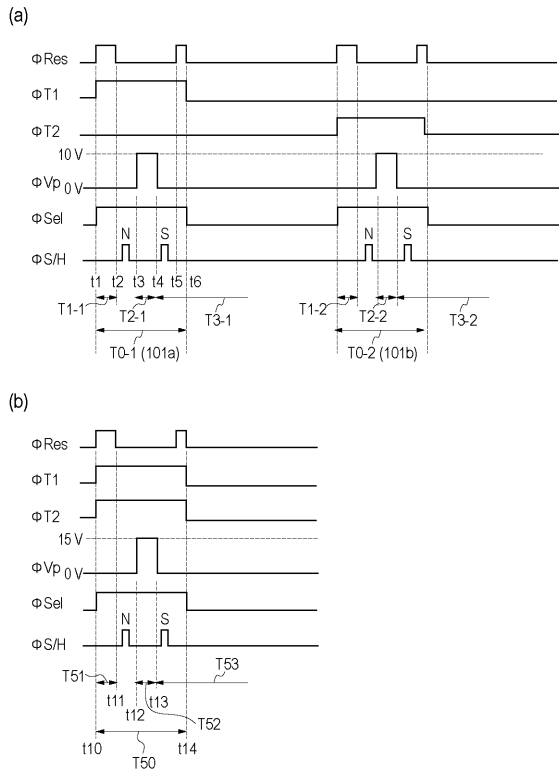 (a)
ΦRes
ΦT1
ΦT2
10 V
ΦVp 0 V
ΦSel
N S N S
ΦS/H
t1 t2 t3 t4 t5 t6
T1-1 T2-1 T3-1 T1-2 T2-2 T3-2
T0-1 (101a) T0-2 (101b)
(b)
ΦRes
ΦT1
ΦT2
15 V
ΦVp 0 V
ΦSel
N S
ΦS/H
T51 T53
t11 t13
t12 T52
t10 T50 t14